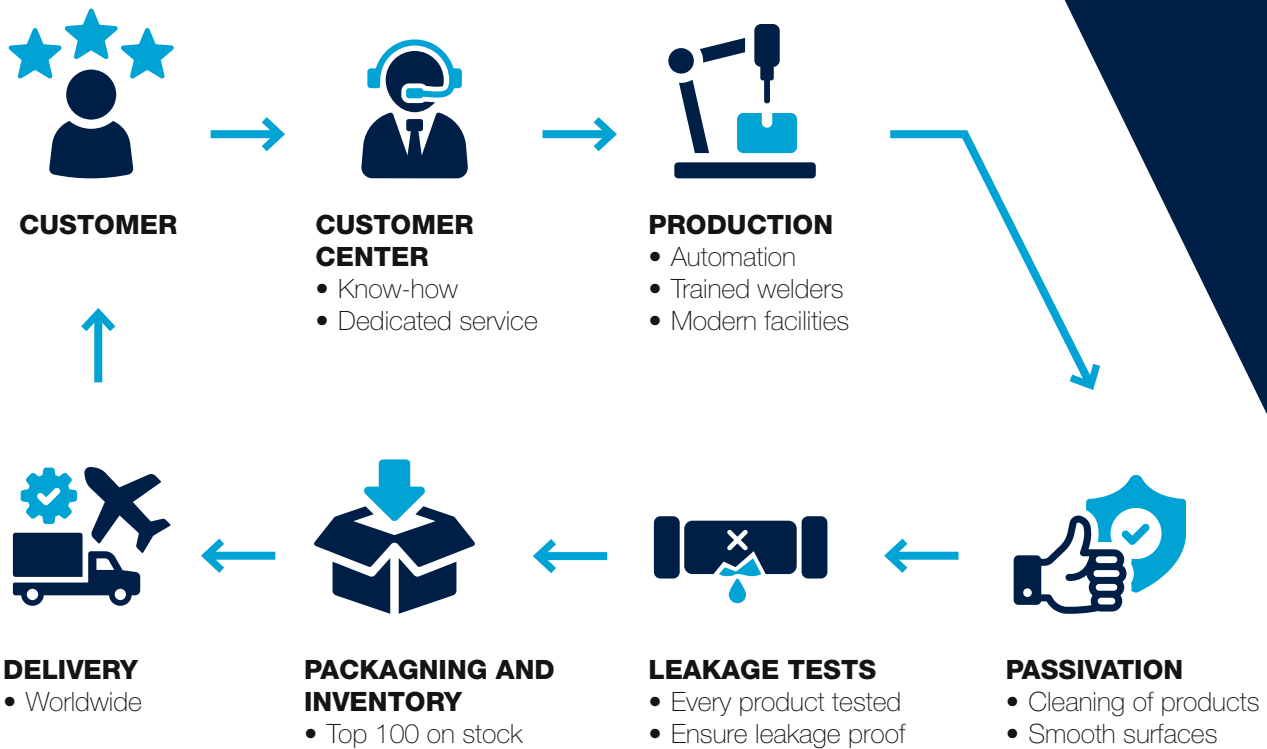 CUSTOMER
CUSTOMER
CENTER
• Know-how
• Dedicated service
PRODUCTION
• Automation
• Trained welders
• Modern facilities
DELIVERY
• Worldwide
PACKAGNING AND
INVENTORY
• Top 100 on stock
LEAKAGE TESTS
• Every product tested
• Ensure leakage proof
PASSIVATION
• Cleaning of products
• Smooth surfaces